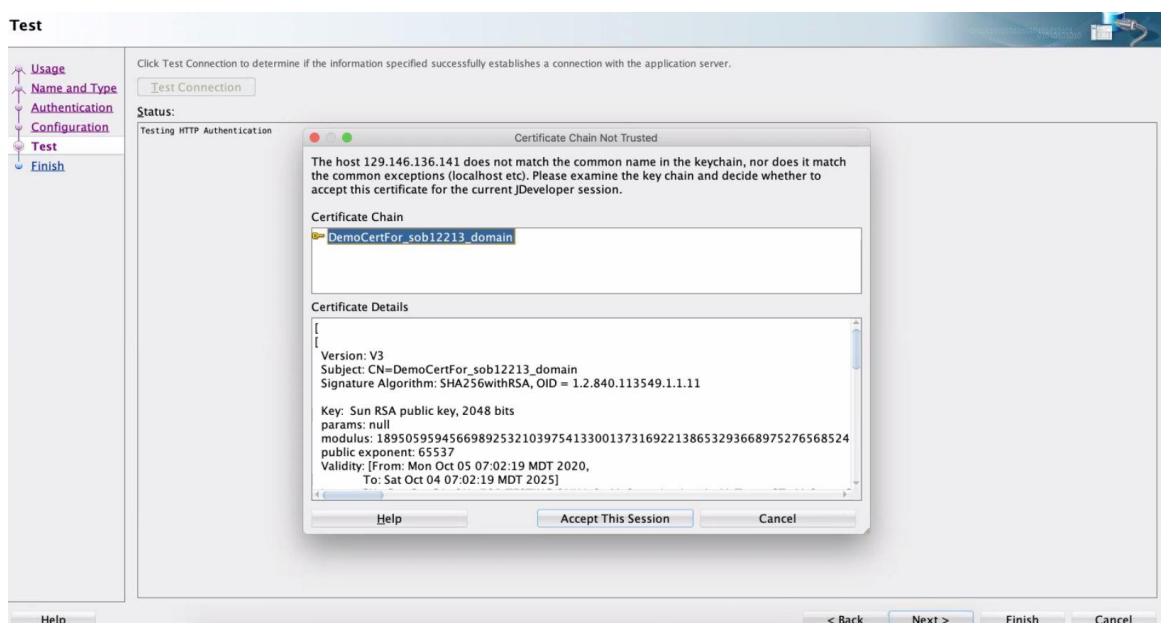 Test
Usage
Name and Type
Authentication
Configuration
Test
Finish
Click Test Connection to determine if the information specified successfully establishes a connection with the application server.
Test Connection
Status:
Testing HTTP Authentication
Certificate Chain Not Trusted
The host 129.146.136.141 does not match the common name in the keychain, nor does it match
the common exceptions (localhost etc). Please examine the key chain and decide whether to
accept this certificate for the current JDeveloper session.
Certificate Chain
DemoCertFor_sob12213_domain
Certificate Details
[
[
Version: V3
Subject: CN=DemoCertFor_sob12213_domain
Signature Algorithm: SHA256withRSA, OID = 1.2.840.113549.1.1.11
Key: Sun RSA public key, 2048 bits
params: null
modulus: 18950595945669892532103975413300137316922138653293668975276568524
public exponent: 65537
Validity: [From: Mon Oct 05 07:02:19 MDT 2020,
To: Sat Oct 04 07:02:19 MDT 2025]
Help
Accept This Session
Cancel
Help
< Back
Next >
Finish
Cancel